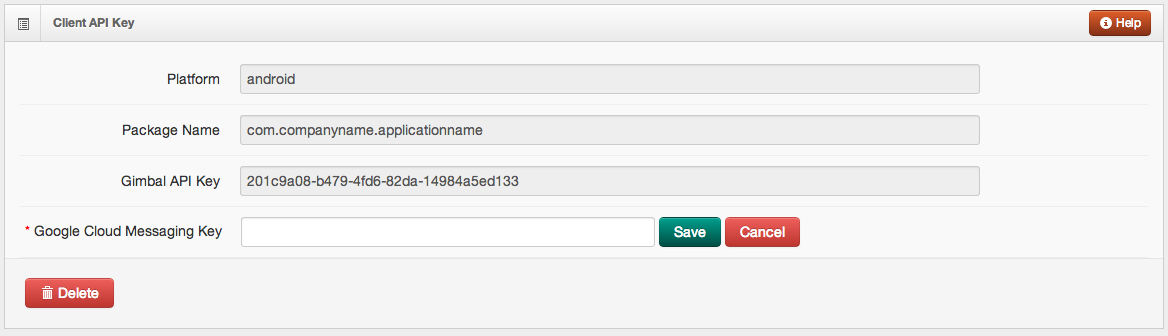 Client API Key
Help
Platform
android
Package Name
com.companyname.applicationname
Gimbal API Key
201c9a08-b479-4fd6-82da-14984a5ed133
* Google Cloud Messaging Key
Save
Cancel
Delete